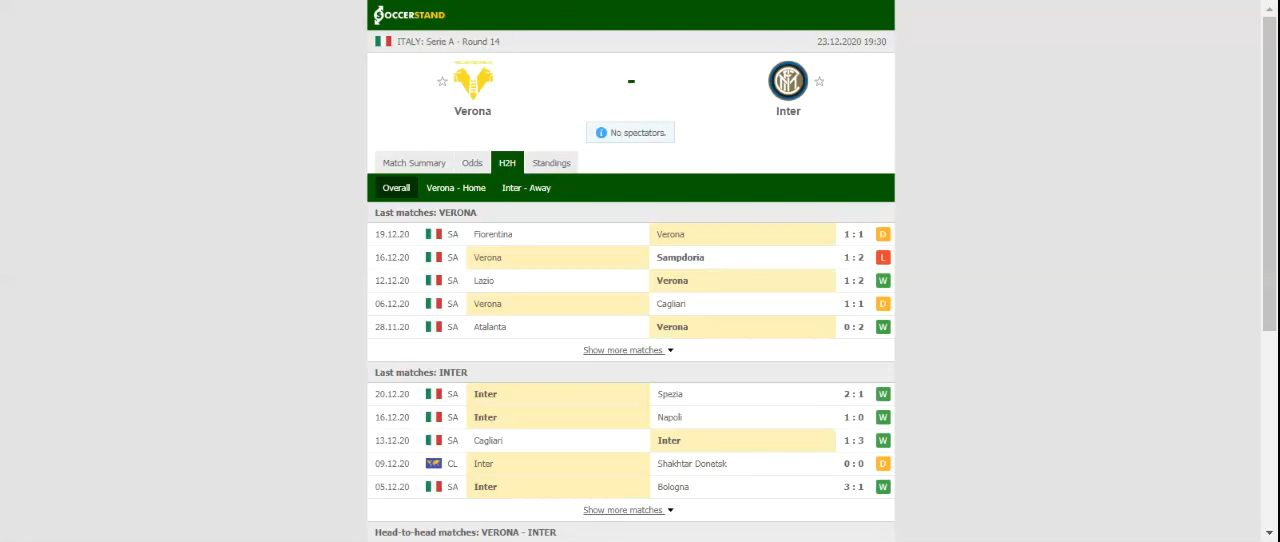 SOCCERSTAND
ITALY: Serie A - Round 14 23.12.2020 19:30
-
Verona Inter
No spectators.
Match Summary Odds H2H Standings
Overall Verona - Home Inter - Away
Last matches: VERONA
19.12.20 SA Fiorentina Verona 1 : 1 D
16.12.20 SA Verona Sampdoria 1 : 2 L
12.12.20 SA Lazio Verona 1 : 2 W
06.12.20 SA Verona Cagliari 1 : 1 D
28.11.20 SA Atalanta Verona 0 : 2 W
Show more matches
Last matches: INTER
20.12.20 SA Inter Spezia 2 : 1 W
16.12.20 SA Inter Napoli 1 : 0 W
13.12.20 SA Cagliari Inter 1 : 3 W
09.12.20 CL Inter Shakhtar Donetsk 0 : 0 D
05.12.20 SA Inter Bologna 3 : 1 W
Show more matches
Head-to-head matches: VERONA - INTER